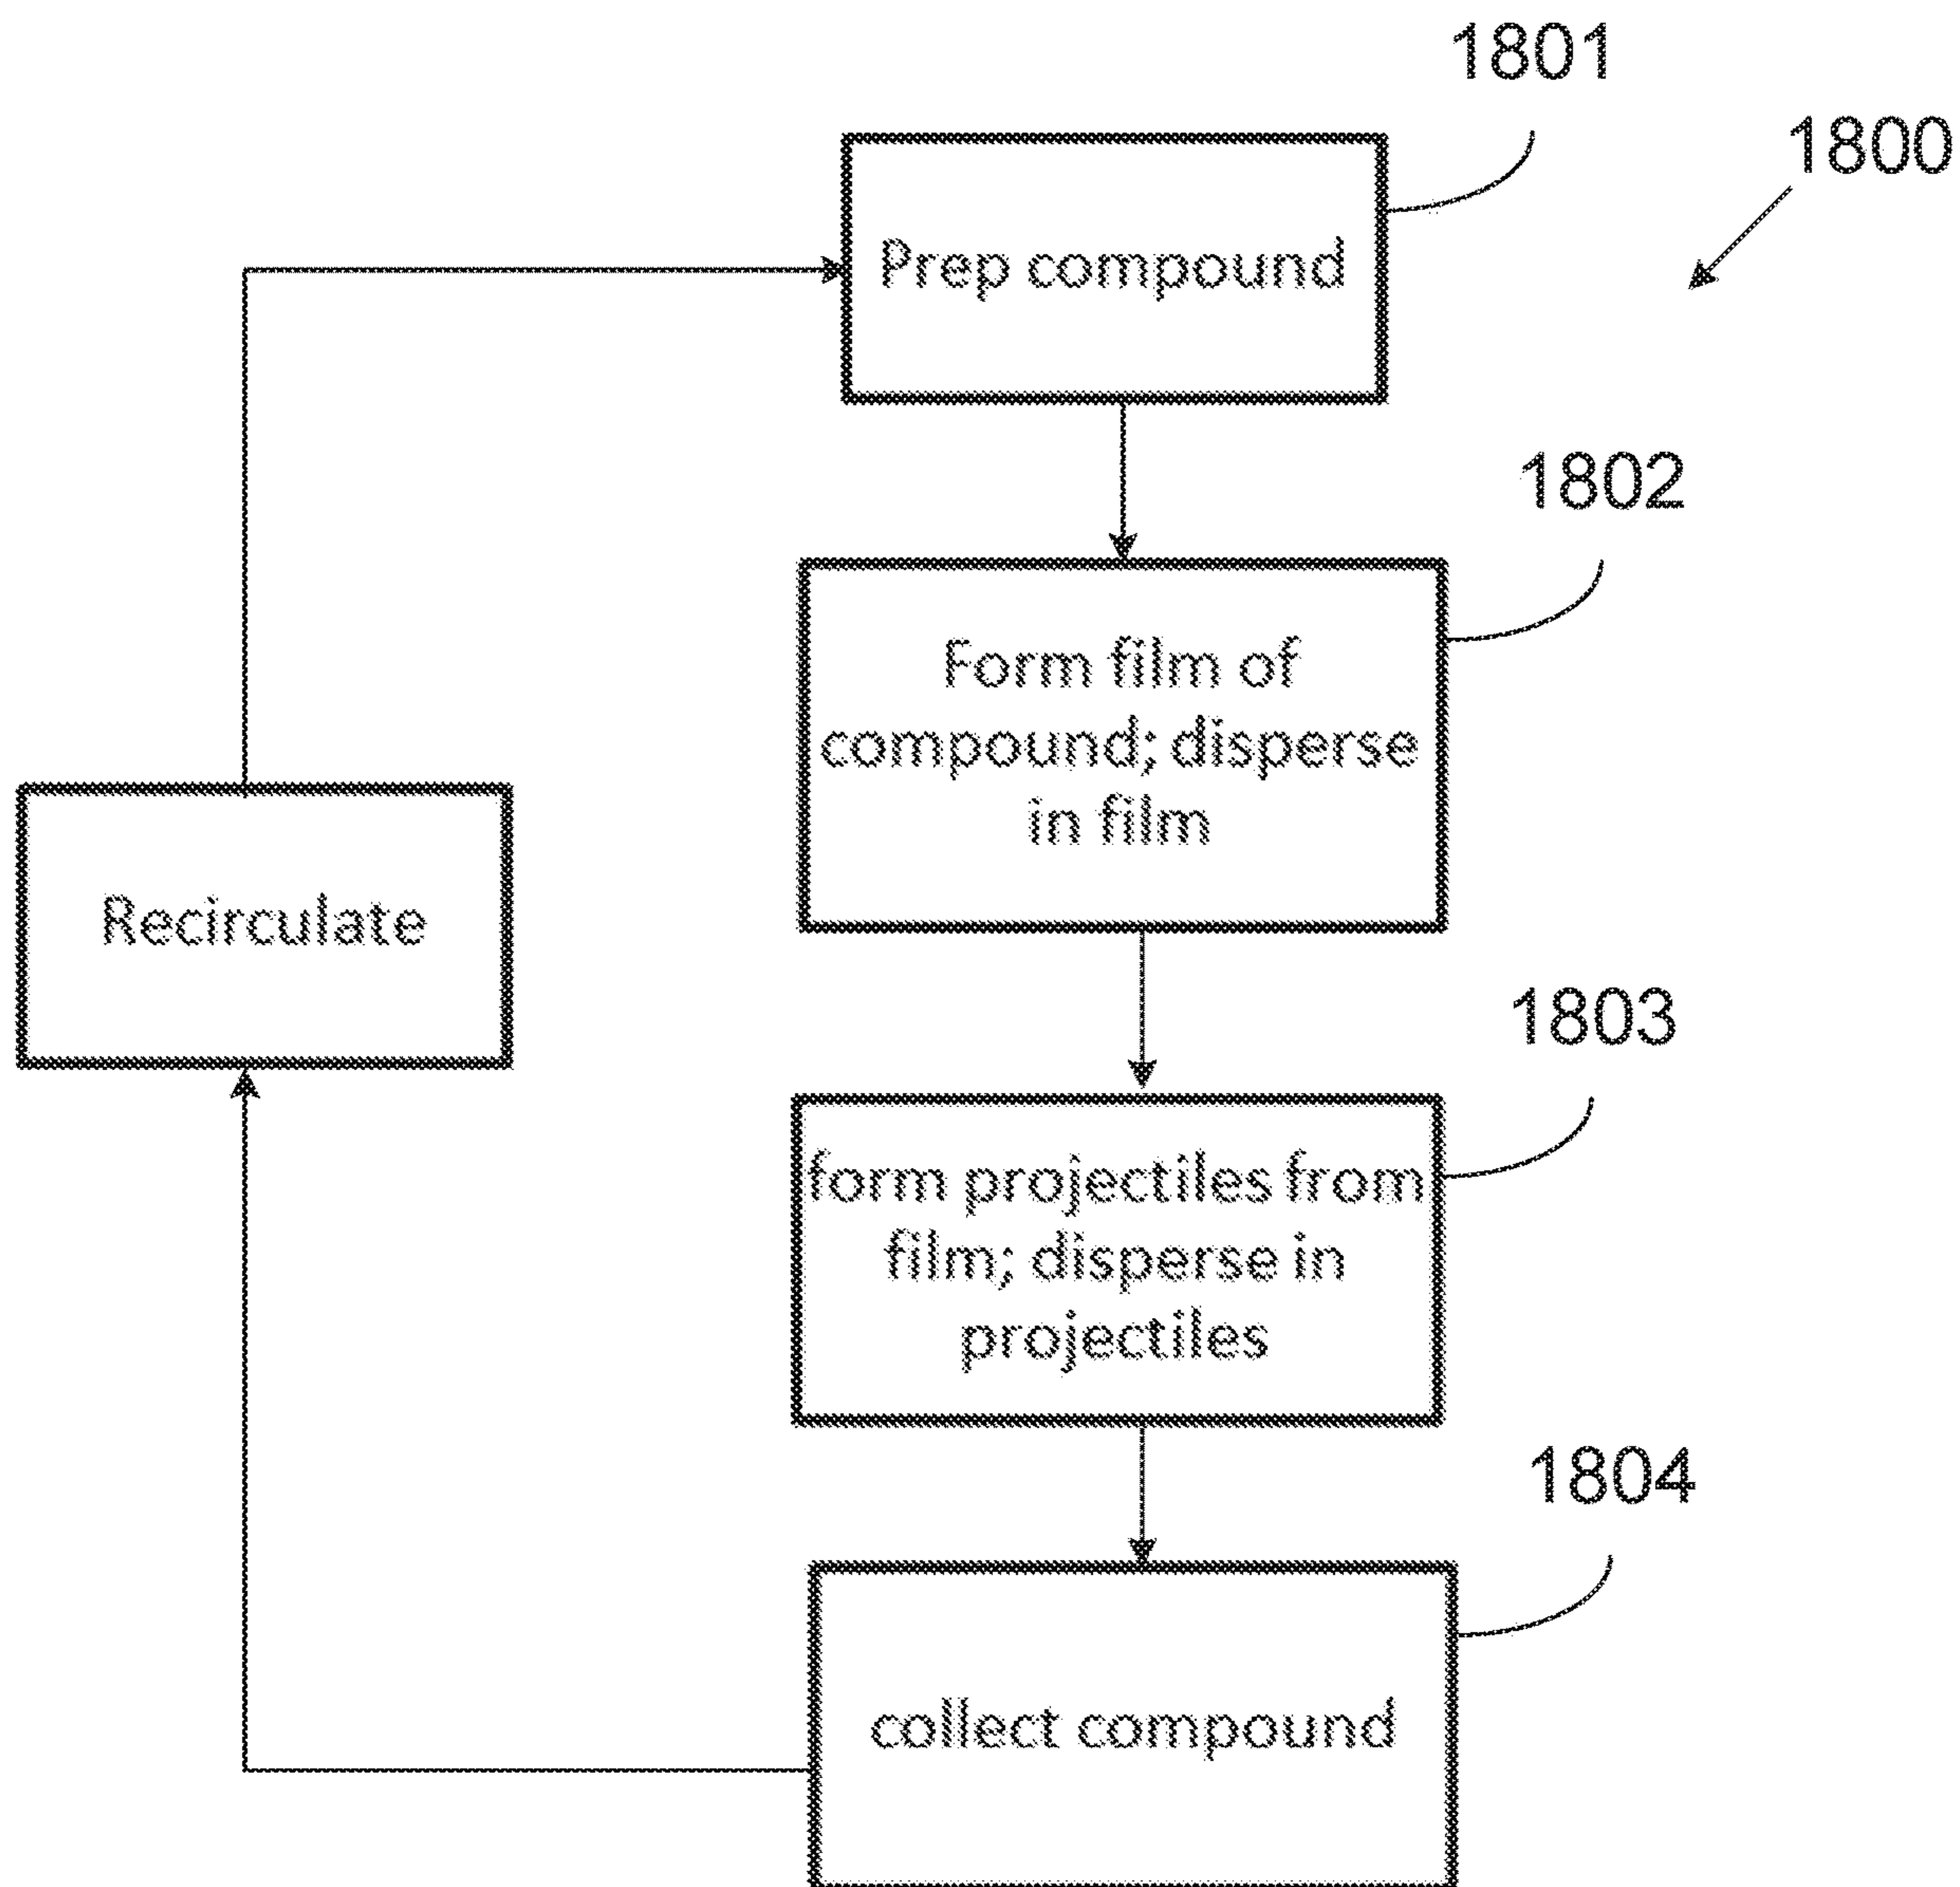 1801
1800
Prep compound
1802
Form film of
compound; disperse
in film
Recirculate
1803
form projectiles from
film; disperse in
projectiles
1804
collect compound